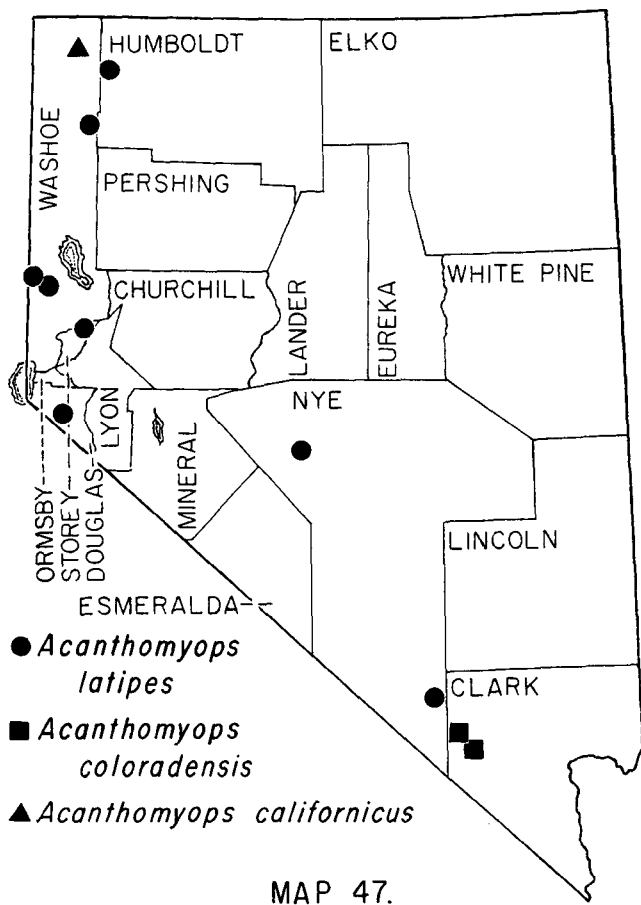 HUMBOLDT
ELKO
WASHOE
PERSHING
CHURCHILL
LANDER
EUREKA
WHITE PINE
LYON
MINERAL
NYE
ORMSBY
STOREY
DOUGLAS
LINCOLN
ESMERALDA
CLARK
Acanthomyops
latipes
Acanthomyops
coloradensis
Acanthomyops californicus
MAP 47.